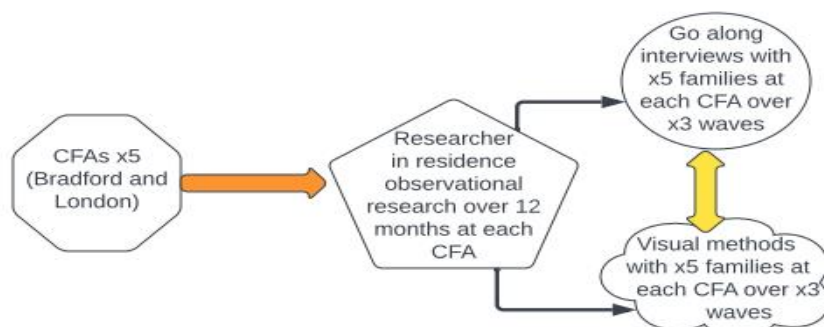 CFAs x5
(Bradford and
London)
Researcher
in residence
observational
research over 12
months at each
CFA
Go along
interviews with
x5 families at
each CFA over
x3 waves
Visual methods
with x5 families at
each CFA over x3
waves